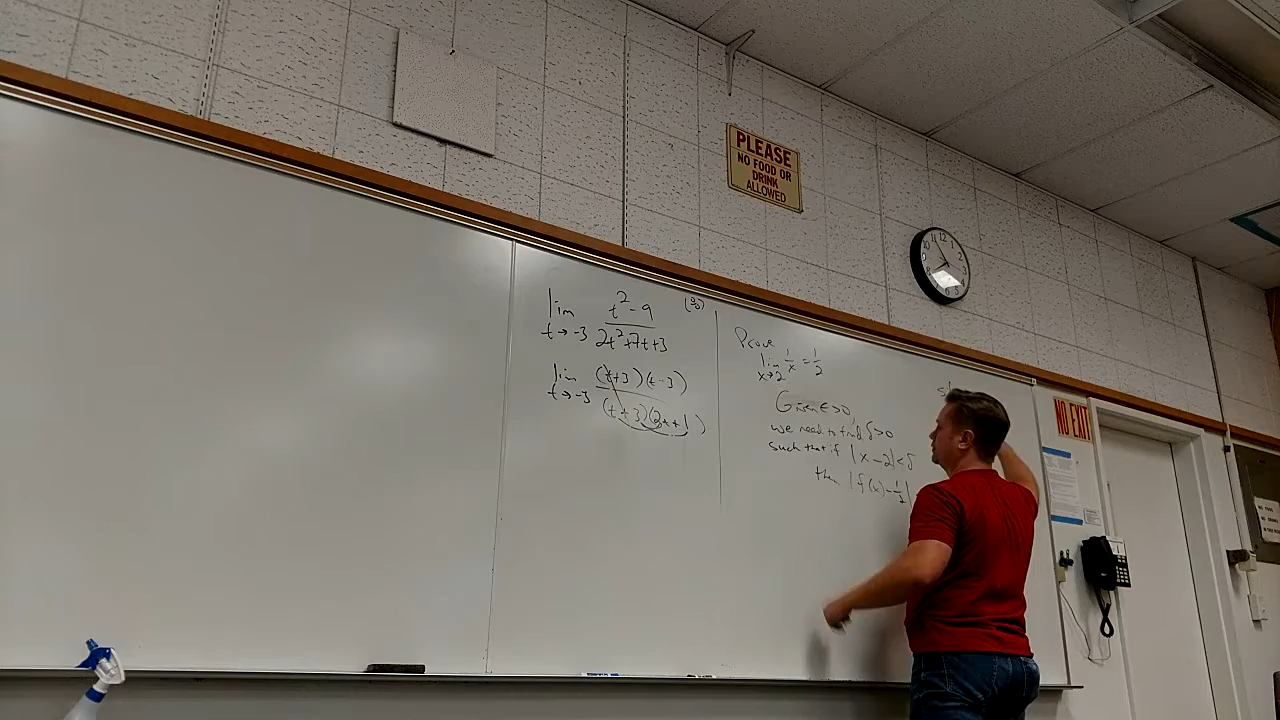 PLEASE
NO FOOD OR
DRINK
ALLOWED
lim t→-3 (t²-9)/(2t²+7t+3) (0/0)
lim t→-3 (t+3)(t-3)/(t+3)(2t+1)
Prove
lim x→2 1/x = 1/2
Given ε>0,
we need to find δ>0
such that if |x-2|<δ
then |f(x)-1/2|
NO EXIT